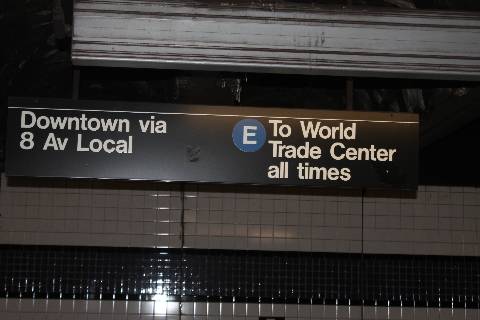 Downtown via
8 Av Local
E To World
Trade Center
all times